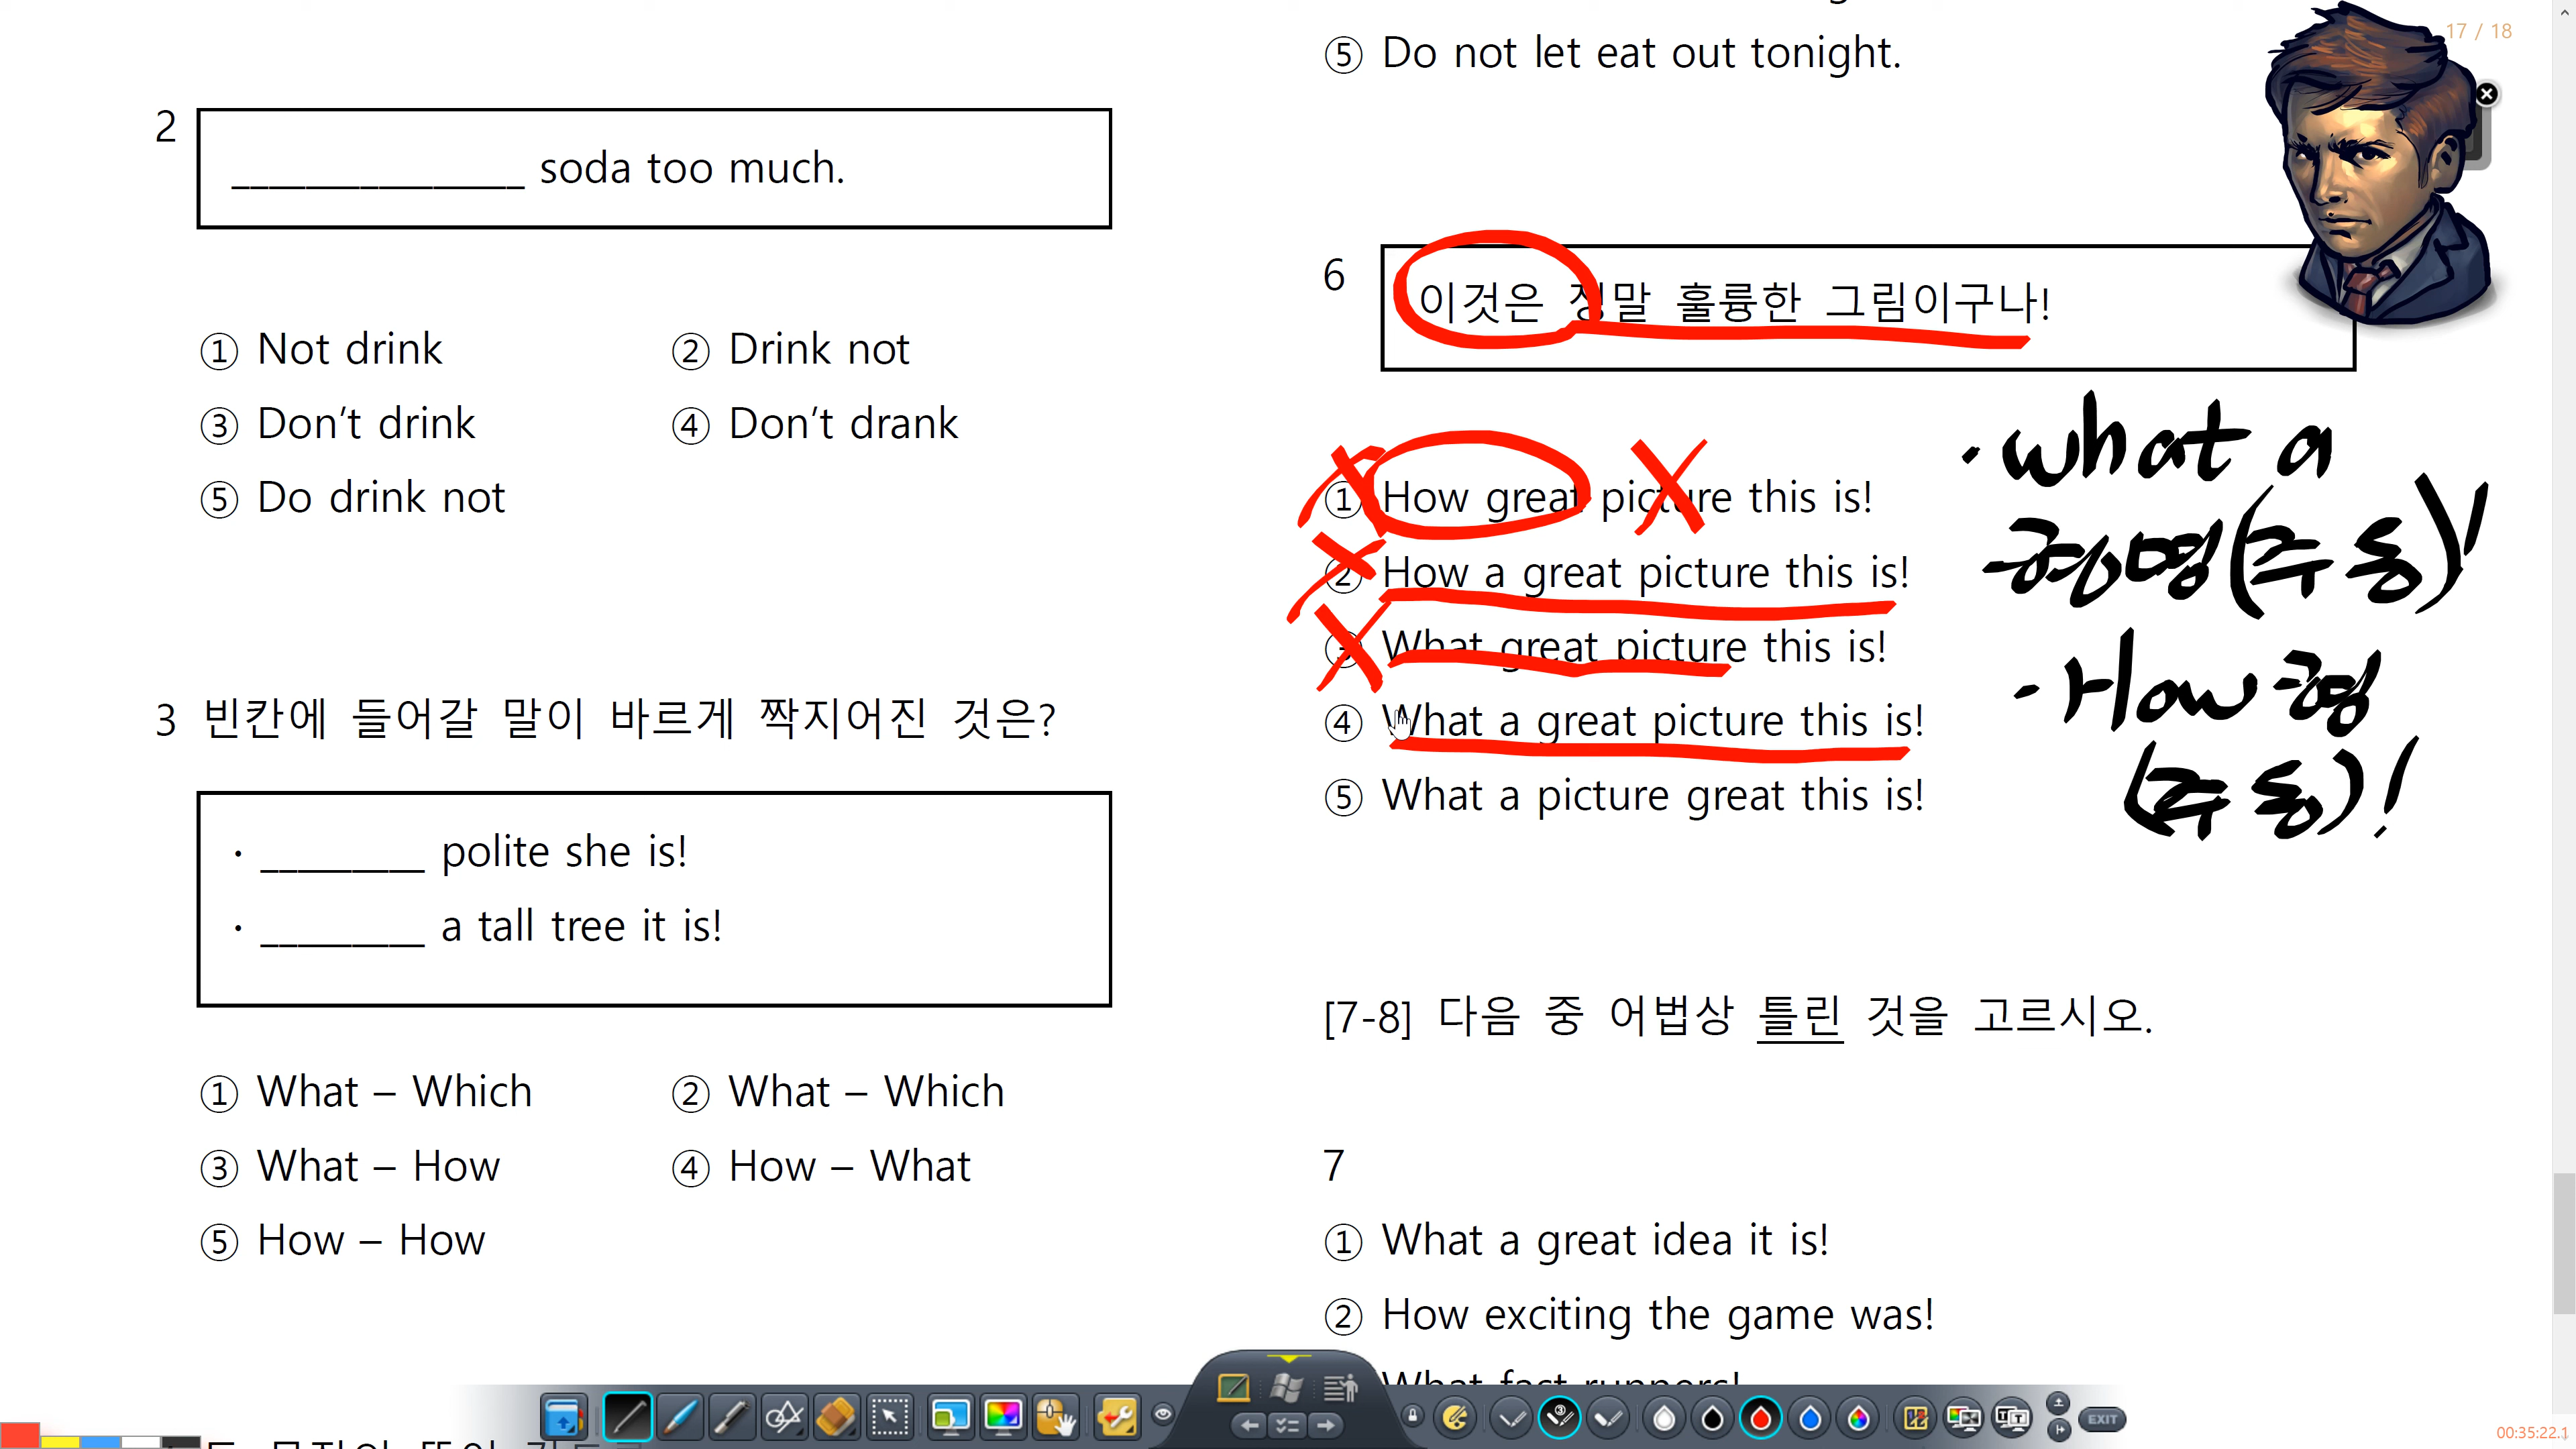 2
_____________ soda too much.
① Not drink
② Drink not
③ Don't drink
④ Don't drank
⑤ Do drink not
3 빈칸에 들어갈 말이 바르게 짝지어진 것은?
· ________ polite she is!
· ________ a tall tree it is!
① What – Which
② What – Which
③ What – How
④ How – What
⑤ How – How
17 / 18
⑤ Do not let eat out tonight.
6
이것은 정말 훌륭한 그림이구나!
① How great picture this is!
② How a great picture this is!
③ What great picture this is!
④ What a great picture this is!
⑤ What a picture great this is!
· what a
형명(주동)!
- How 형
(주동)!
[7-8] 다음 중 어법상 틀린 것을 고르시오.
7
① What a great idea it is!
② How exciting the game was!
What fast runners!
EXIT
00:35:22.1